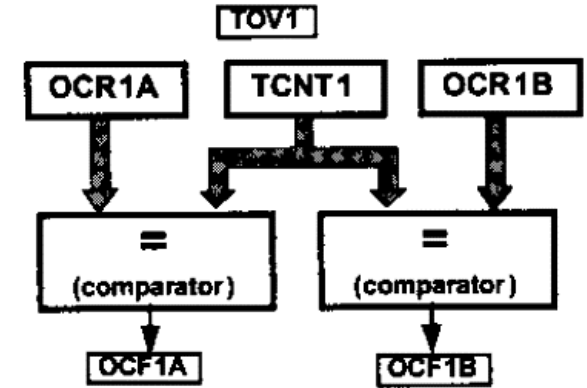 TOV1
OCR1A
TCNT1
OCR1B
=
(comparator)
=
(comparator)
OCF1A
OCF1B